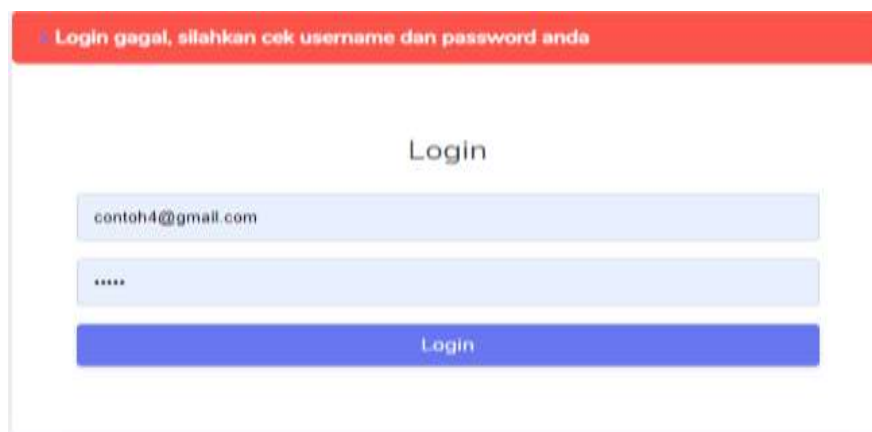 Login gagal, silahkan cek username dan password anda
Login
contoh4@gmail.com
•••••
Login